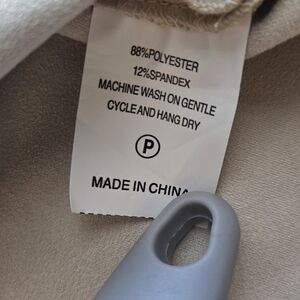 88%POLYESTER
12%SPANDEX
MACHINE WASH ON GENTLE
CYCLE AND HANG DRY
P
MADE IN CHINA